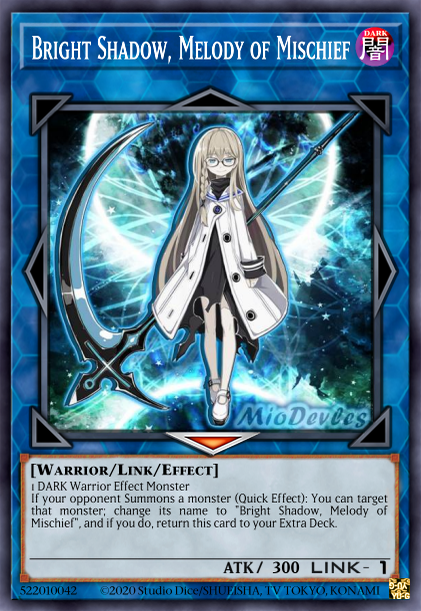 Bright Shadow, Melody of Mischief
DARK
闇
MioDevles
[Warrior/Link/Effect]
1 DARK Warrior Effect Monster
If your opponent Summons a monster (Quick Effect): You can target
that monster; change its name to "Bright Shadow, Melody of
Mischief", and if you do, return this card to your Extra Deck.
ATK/ 300 LINK- 1
522010042 ©2020 Studio Dice/SHUEISHA, TV TOKYO, KONAMI